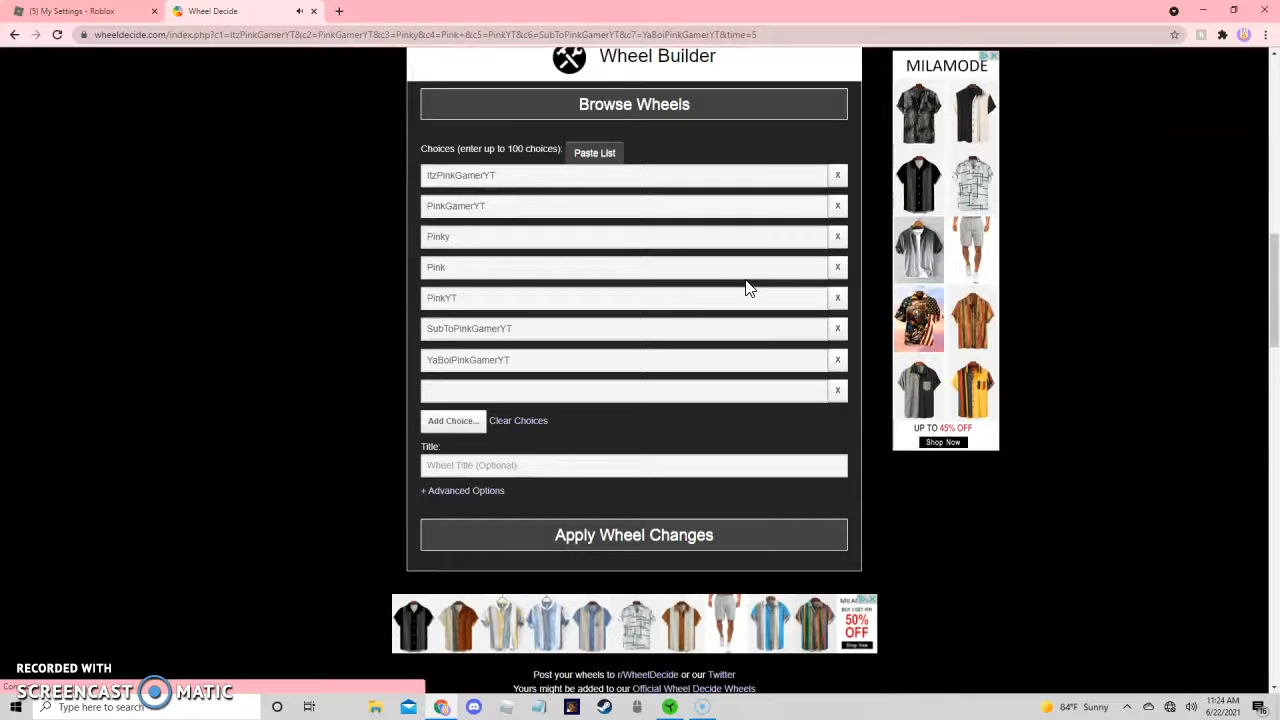 (5) My Settings - Roblox
Wheel Decide
wheeldecide.com/index.php?c1=ItzPinkGamerYT&c2=PinkGamerYT&c3=Pinky&c4=Pink+&c5=PinkYT&c6=SubToPinkGamerYT&c7=YaBoiPinkGamerYT&time=5
Wheel Builder
MILAMODE
Browse Wheels
Choices (enter up to 100 choices):
Paste List
ItzPinkGamerYT
X
PinkGamerYT
X
Pinky
X
Pink
X
PinkYT
X
SubToPinkGamerYT
X
YaBoiPinkGamerYT
X
X
Add Choice...
Clear Choices
UP TO 45% OFF
Shop Now
Title:
Wheel Title (Optional)
+ Advanced Options
Apply Wheel Changes
50%
OFF
Shop Now
Post your wheels to r/WheelDecide or our Twitter
Yours might be added to our Official Wheel Decide Wheels
RECORDED WITH
SCREENCAST MATIC
Type here to search
84°F Sunny
11:24 AM
6/22/2021